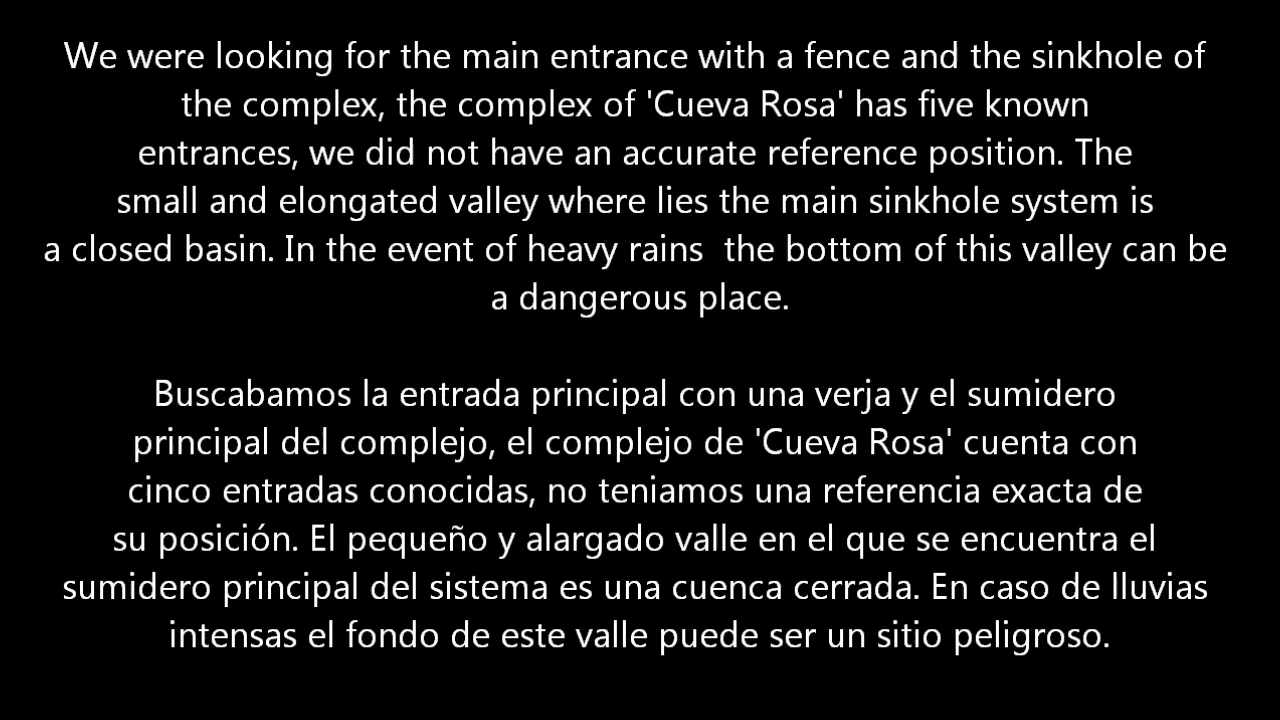 We were looking for the main entrance with a fence and the sinkhole of
the complex, the complex of 'Cueva Rosa' has five known
entrances, we did not have an accurate reference position. The
small and elongated valley where lies the main sinkhole system is
a closed basin. In the event of heavy rains  the bottom of this valley can be
a dangerous place.
Buscabamos la entrada principal con una verja y el sumidero
principal del complejo, el complejo de 'Cueva Rosa' cuenta con
cinco entradas conocidas, no teniamos una referencia exacta de
su posición. El pequeño y alargado valle en el que se encuentra el
sumidero principal del sistema es una cuenca cerrada. En caso de lluvias
intensas el fondo de este valle puede ser un sitio peligroso.